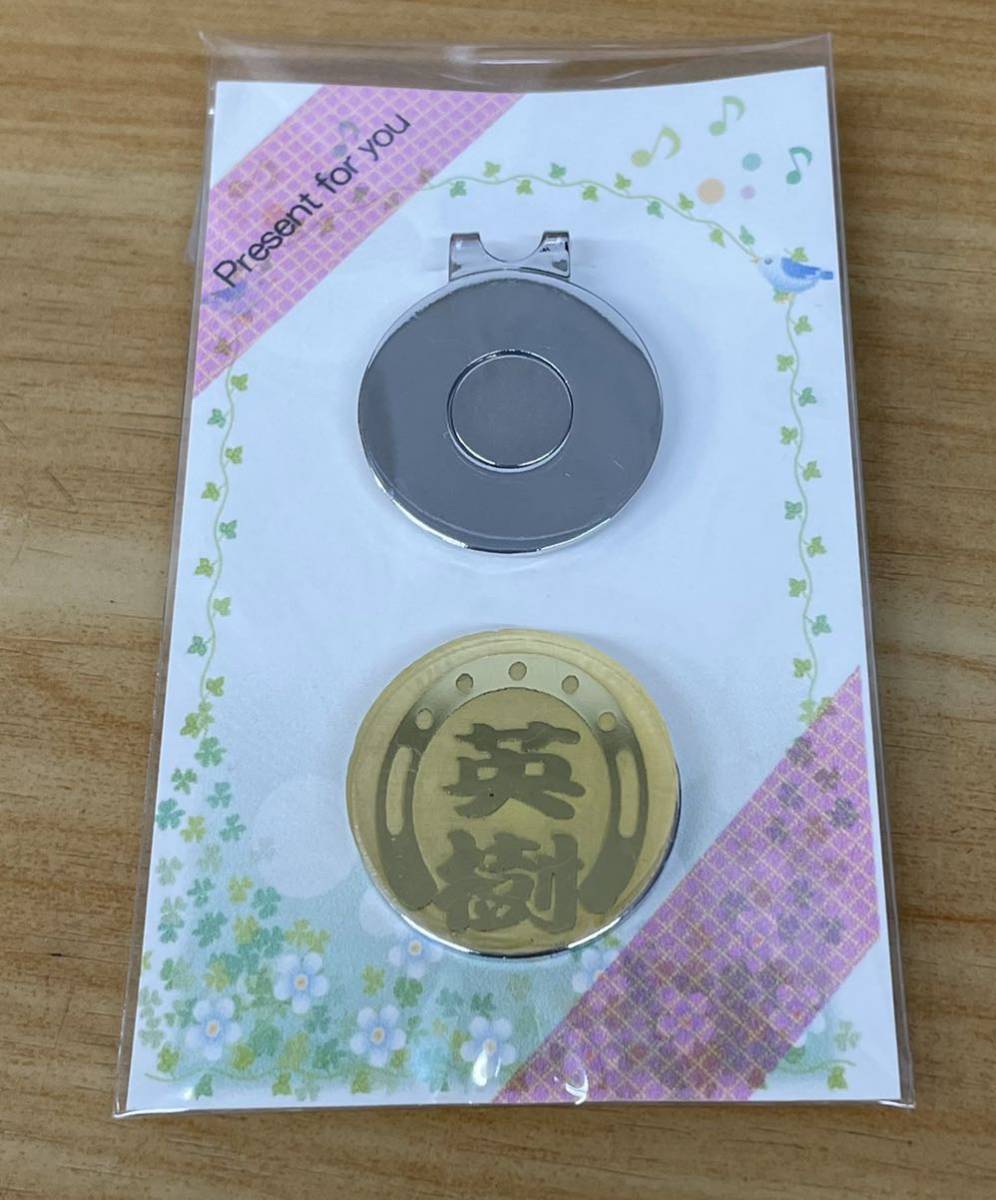 Present for you
英
樹